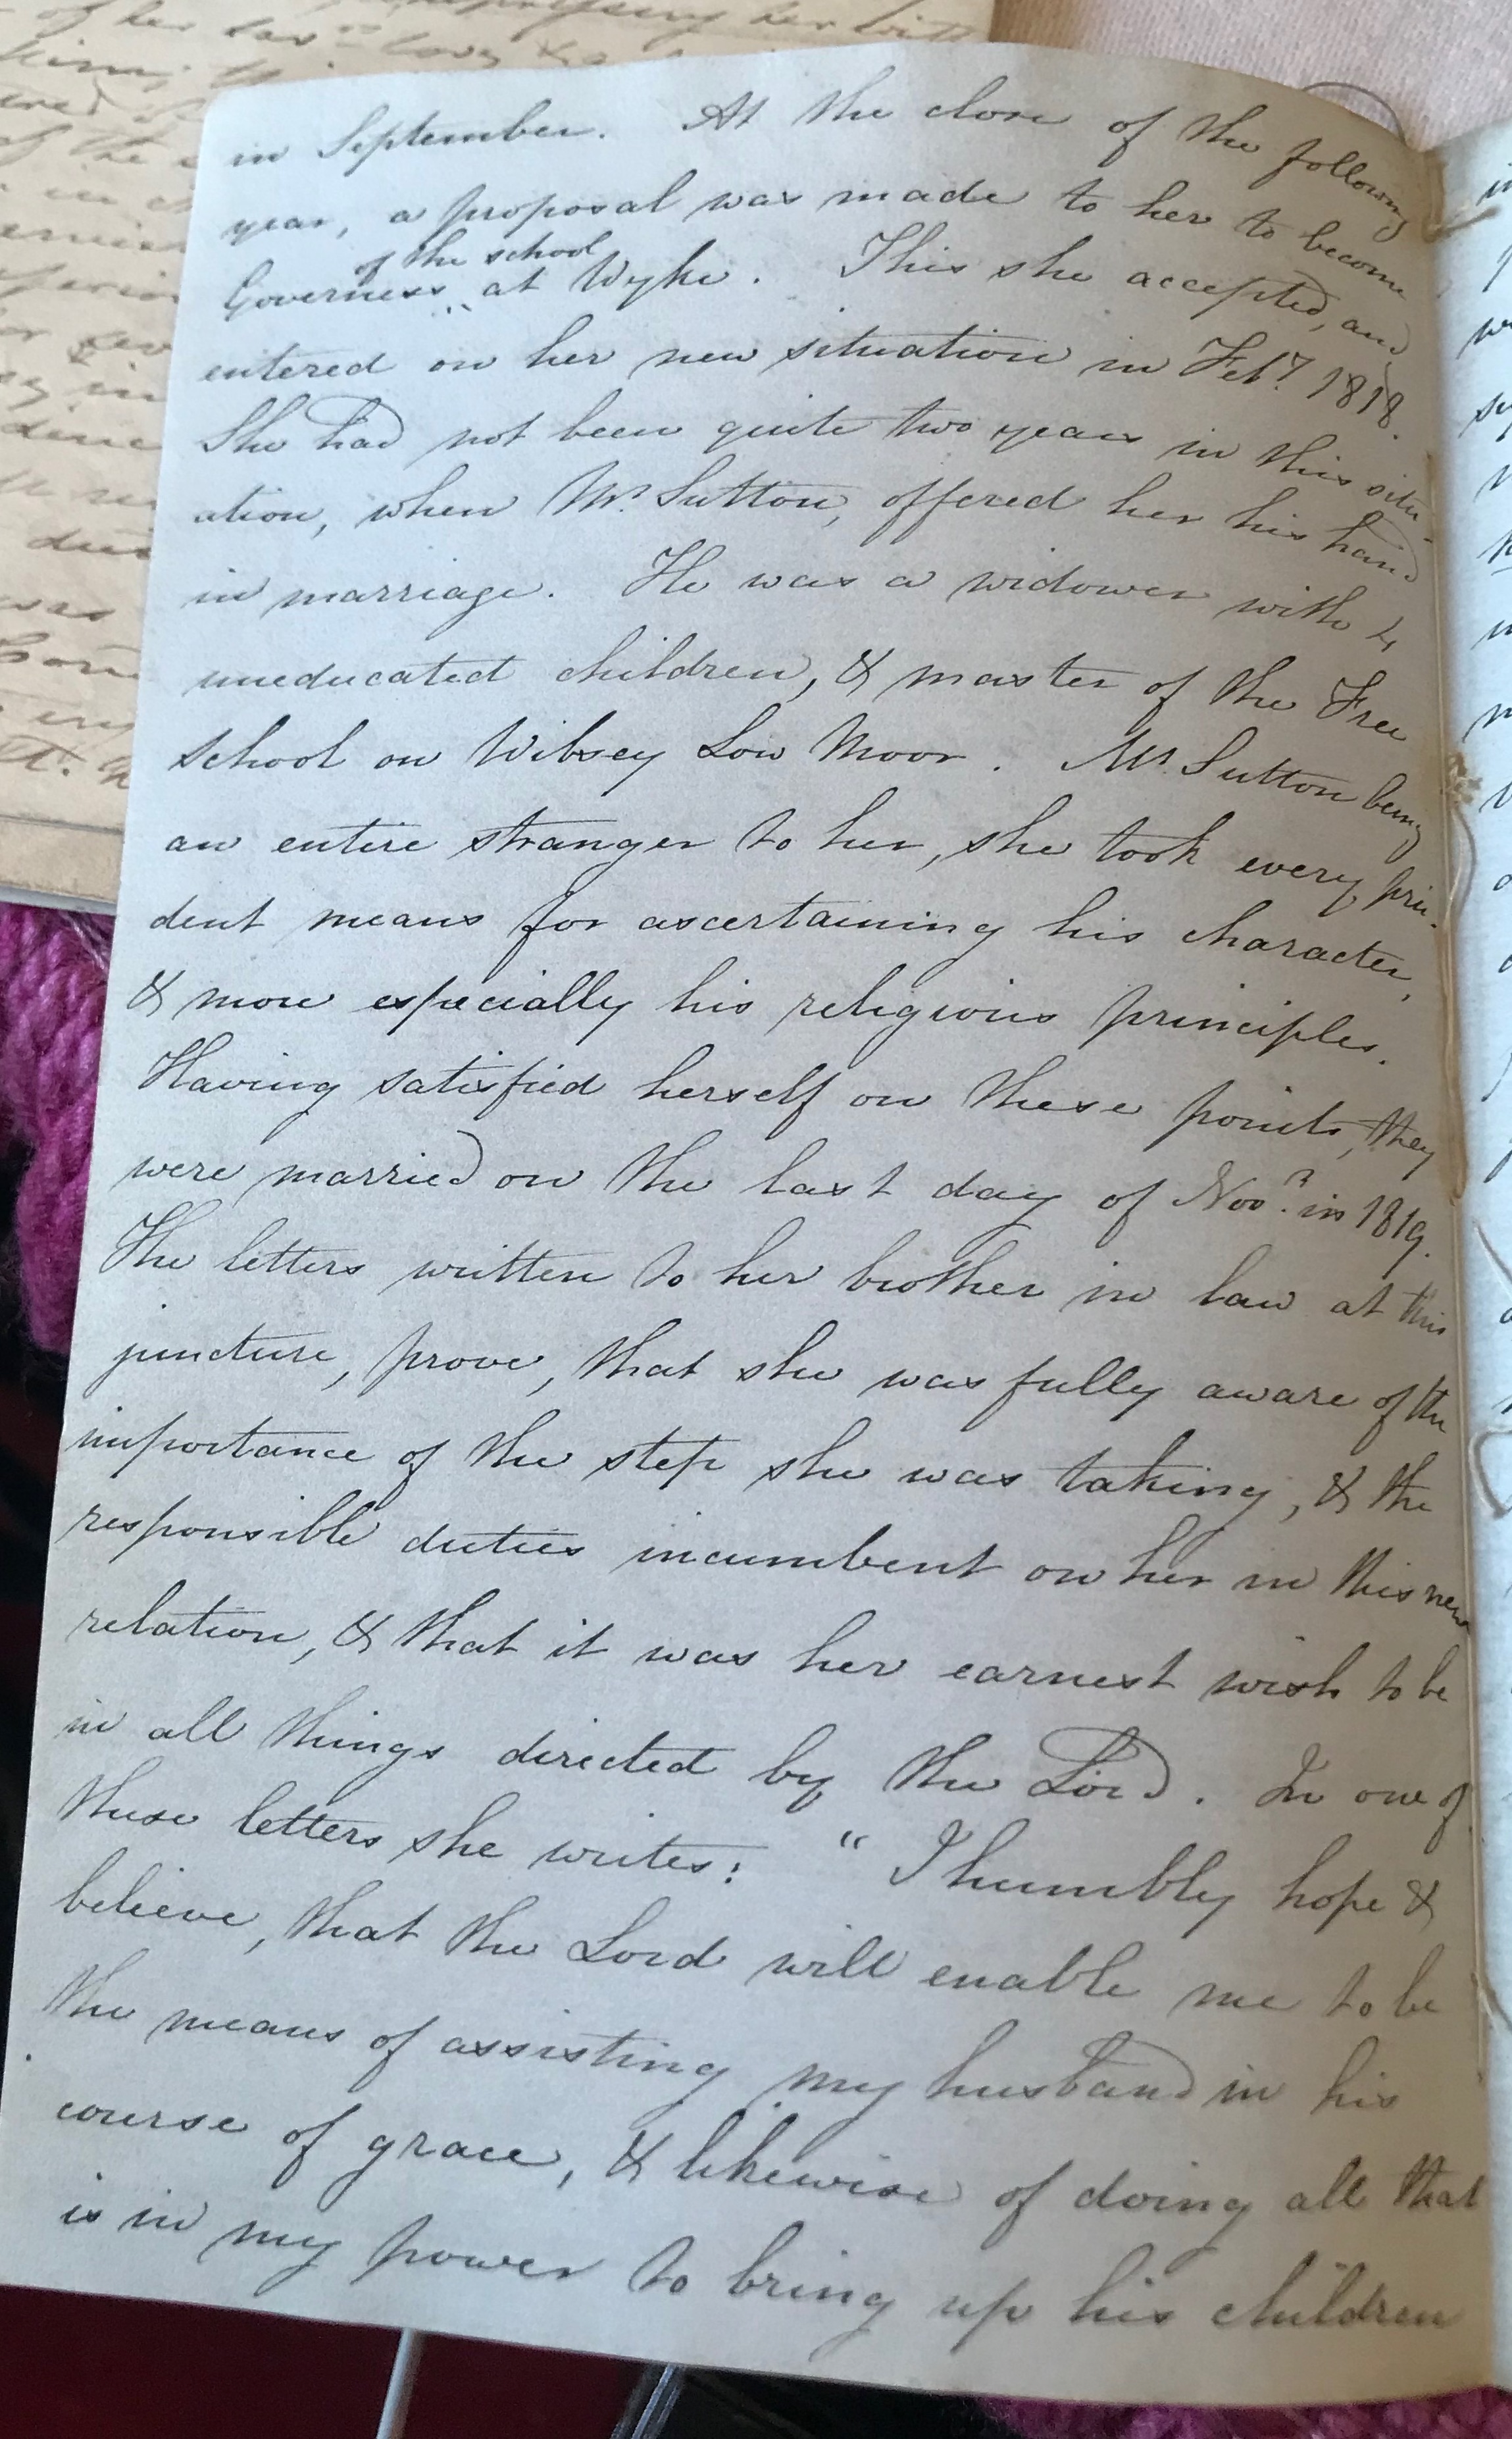 in September. At the close of the following
year, a proposal was made to her to become
of the school
Governess at Wyke. This she accepted, and
entered on her new situation in Feb.y 1818.
She had not been quite two years in this situ-
ation, when Mr. Sutton, offered her his hand
in marriage. He was a widower with 4
uneducated children, & master of the Free
school on Wibsey Low Moor. Mr. Sutton being
an entire stranger to her, she took every pru-
dent means for ascertaining his character,
& more especially his religious principles.
Having satisfied herself on these points, they
were married on the last day of Nov.r in 1819.
The letters written to her brother in law at this
juncture, prove, that she was fully aware of the
importance of the step she was taking, & the
responsible duties incumbent on her in this new
relation, & that it was her earnest wish to be
in all things directed by the Lord. In one of
these letters she writes: "I humbly hope &
believe, that the Lord will enable me to be
the means of assisting my husband in his
course of grace, & likewise of doing all that
is in my power to bring up his children